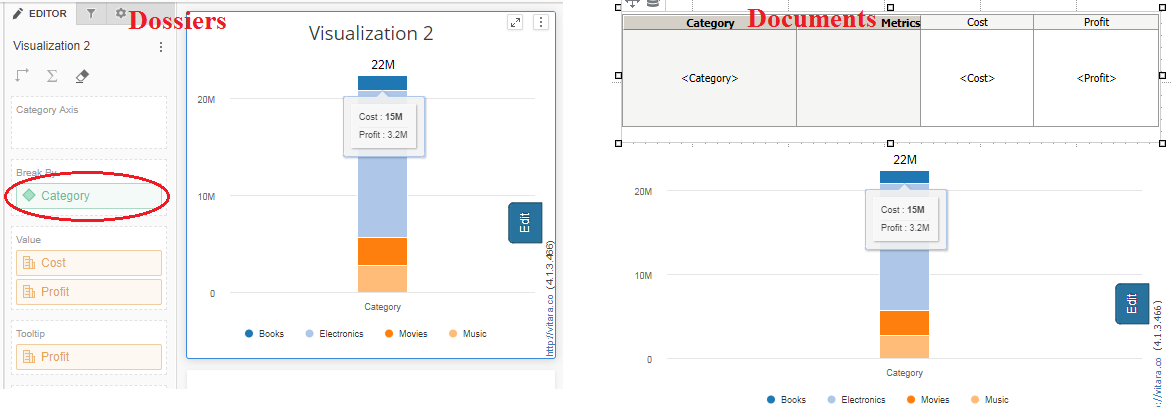 EDITOR
Dossiers
Visualization 2
Category Axis
Break By
Category
Value
Cost
Profit
Tooltip
Profit
Visualization 2
22M
20M
Cost : 15M
Profit : 3.2M
10M
0
Category
Books Electronics Movies Music
Edit
http://vitara.co (4.1.3.466)
Documents
Category Metrics Cost Profit
<Category> <Cost> <Profit>
22M
20M
Cost : 15M
Profit : 3.2M
10M
0
Category
Books Electronics Movies Music
Edit
://vitara.co (4.1.3.466)